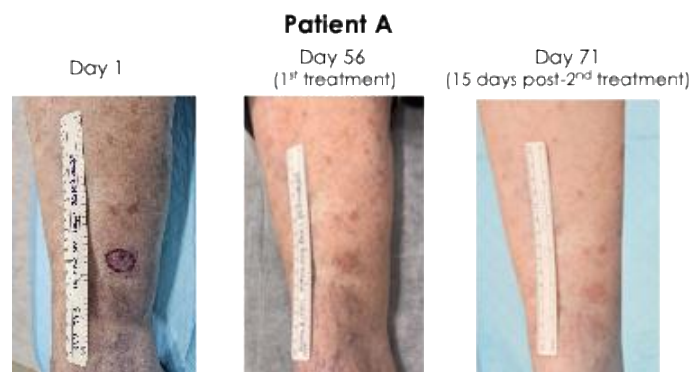 Patient A
Day 1
Day 56
(1st treatment)
Day 71
(15 days post-2nd treatment)